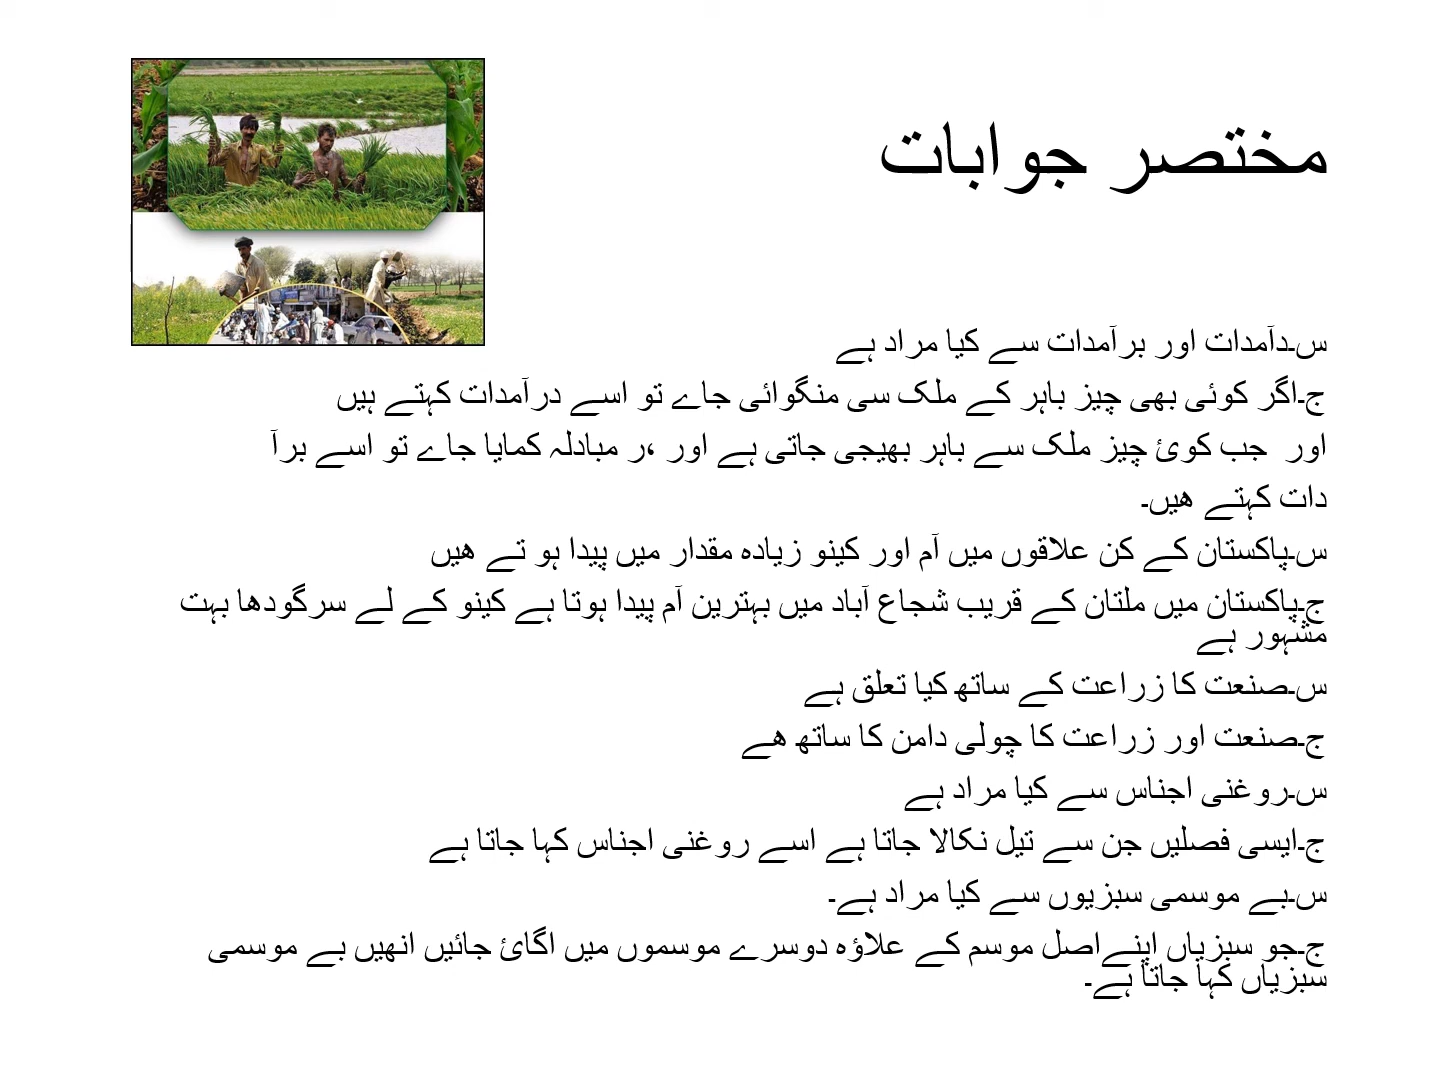 مختصر جوابات
س۔دآمدات اور برآمدات سے کیا مراد ہے
ج۔اگر کوئی بھی چیز باہر کے ملک سی منگوائی جاے تو اسے درآمدات کہتے ہیں
اور جب کوئ چیز ملک سے باہر بھیجی جاتی ہے اور ،ر مبادلہ کمایا جاے تو اسے برآ
دات کہتے ھیں۔
س۔پاکستان کے کن علاقوں میں آم اور کینو زیادہ مقدار میں پیدا ہو تے ھیں
ج۔پاکستان میں ملتان کے قریب شجاع آباد میں بہترین آم پیدا ہوتا ہے کینو کے لے سرگودھا بہت
مشہور ہے
س۔صنعت کا زراعت کے ساتھ کیا تعلق ہے
ج۔صنعت اور زراعت کا چولی دامن کا ساتھ ھے
س۔روغنی اجناس سے کیا مراد ہے
ج۔ایسی فصلیں جن سے تیل نکالا جاتا ہے اسے روغنی اجناس کہا جاتا ہے
س۔بے موسمی سبزیوں سے کیا مراد ہے۔
ج۔جو سبزیاں اپنےاصل موسم کے علاؤہ دوسرے موسموں میں اگائ جائیں انھیں بے موسمی
سبزیاں کہا جاتا ہے۔